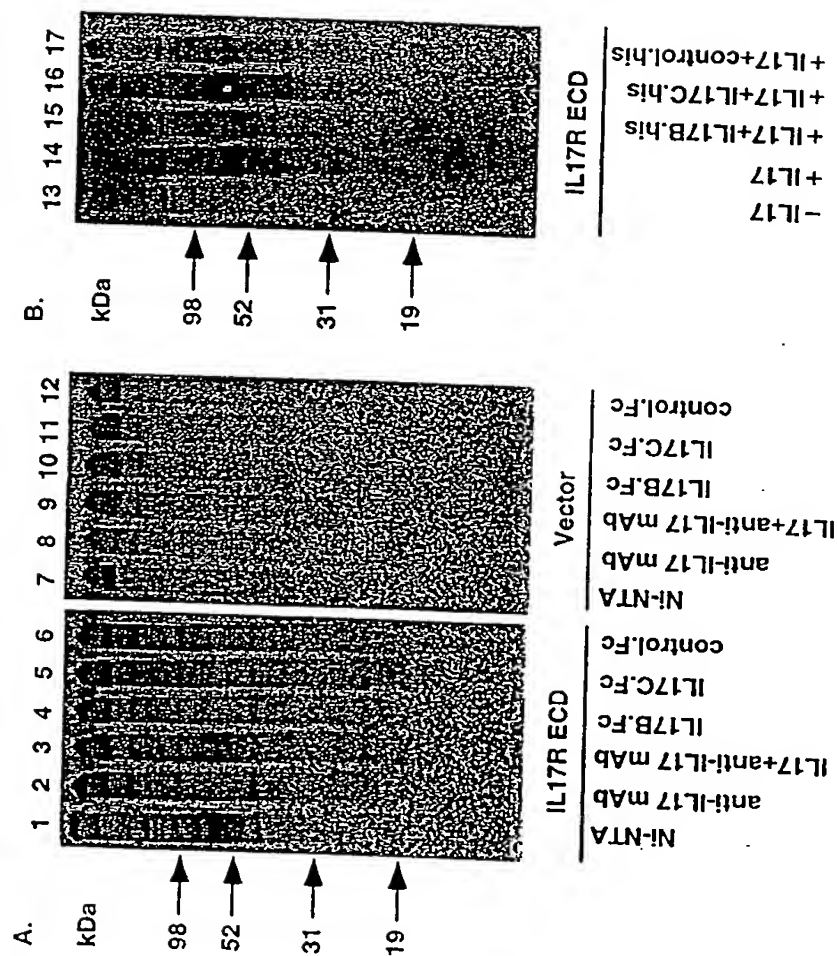 A.
kDa
1 2 3 4 5 6
7 8 9 10 11 12
98
52
31
19
IL17R ECD
Vector
Ni-NTA
anti-IL17 mAb
IL17+anti-IL17 mAb
IL17B.Fc
IL17C.Fc
control.Fc
Ni-NTA
anti-IL17 mAb
IL17+anti-IL17 mAb
IL17B.Fc
IL17C.Fc
control.Fc
B.
kDa
13 14 15 16 17
98
52
31
19
IL17R ECD
– IL17
+ IL17
+ IL17+IL17B.his
+ IL17+IL17C.his
+ IL17+control.his